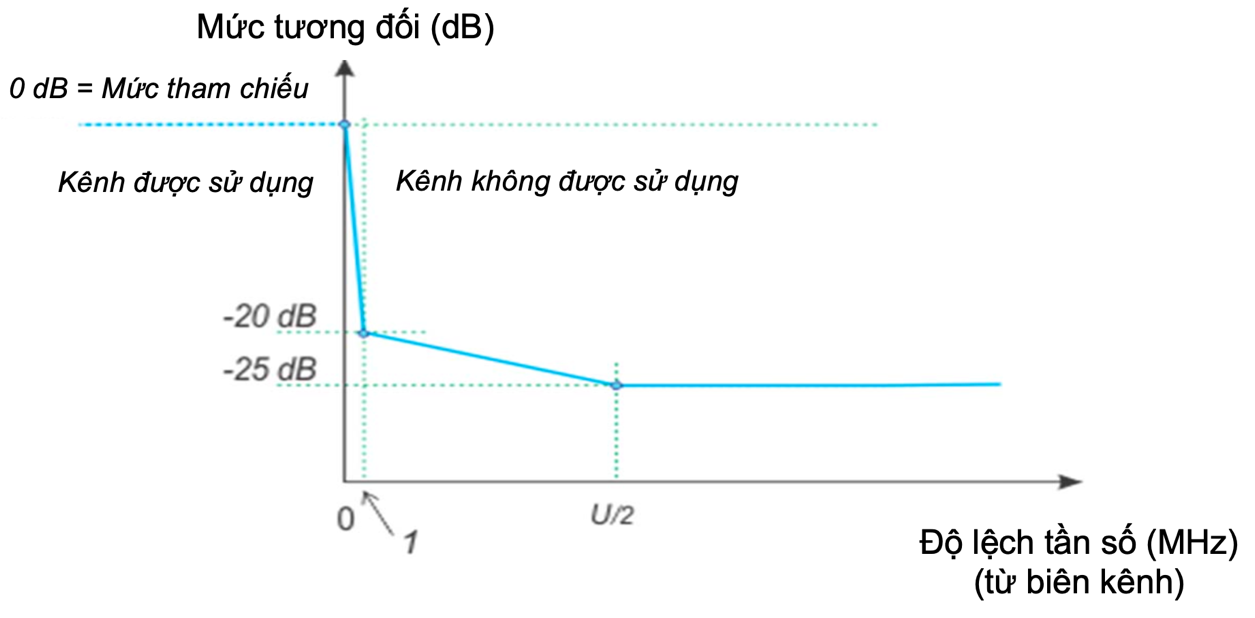 Mức tương đối (dB)
0 dB = Mức tham chiếu
Kênh được sử dụng
Kênh không được sử dụng
-20 dB
-25 dB
0
1
U/2
Độ lệch tần số (MHz)
(từ biên kênh)